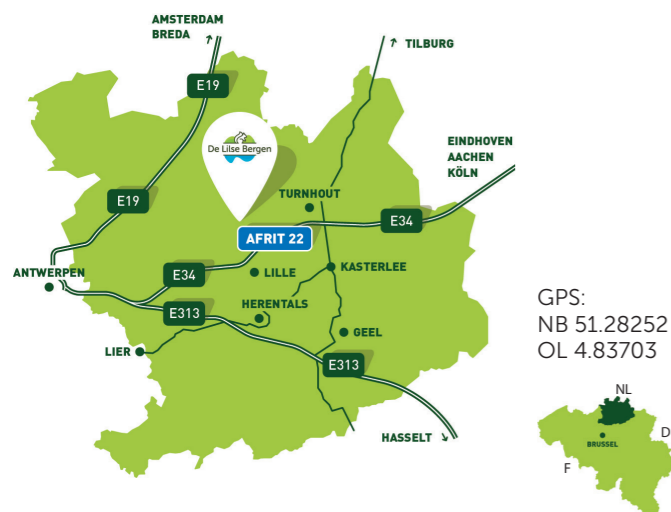 AMSTERDAM
BREDA
TILBURG
E19
De Lilse Bergen
EINDHOVEN
AACHEN
KÖLN
TURNHOUT
E19
E34
AFRIT 22
ANTWERPEN
E34
LILLE
KASTERLEE
E313
HERENTALS
GEEL
LIER
E313
HASSELT
GPS:
NB 51.28252
OL 4.83703
NL
D
BRUSSEL
F